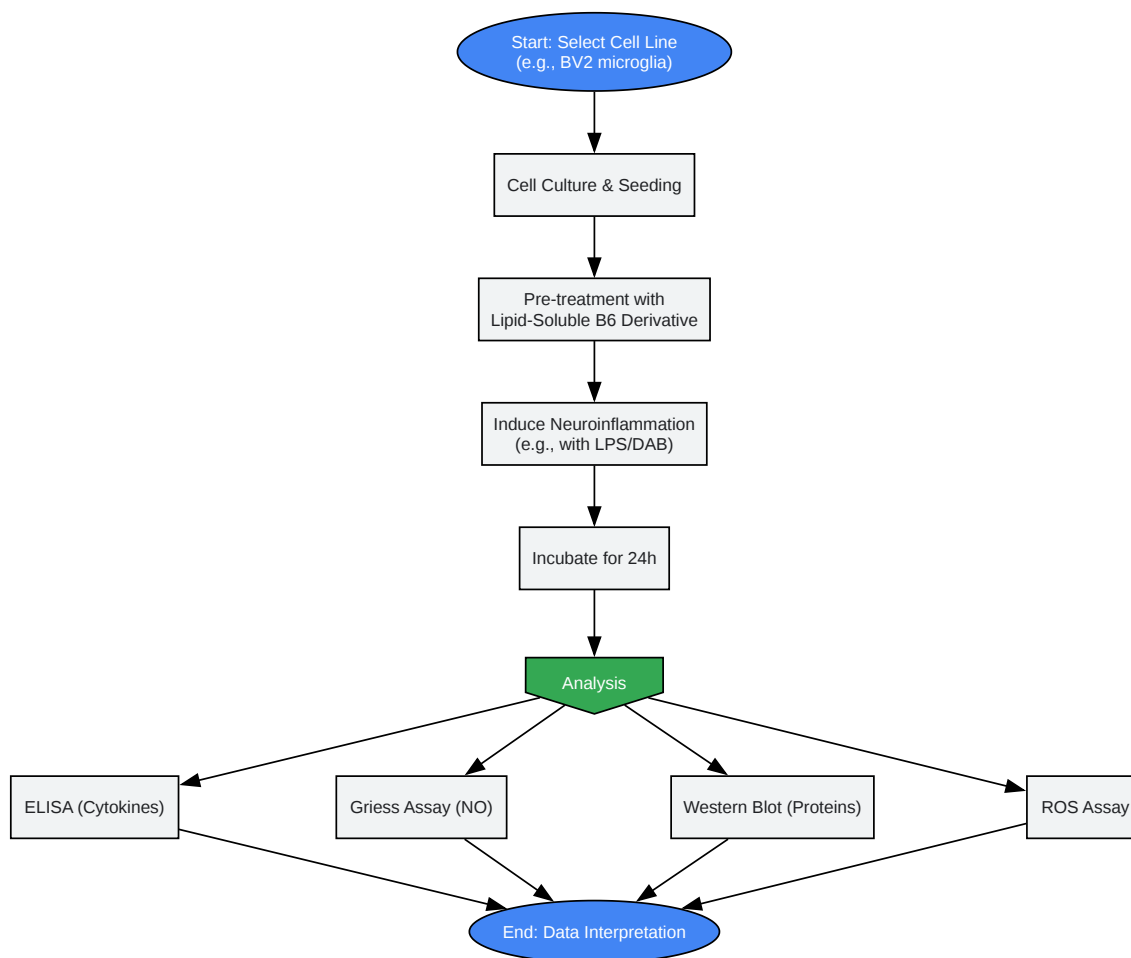 Start: Select Cell Line
(e.g., BV2 microglia)
Cell Culture & Seeding
Pre-treatment with
Lipid-Soluble B6 Derivative
Induce Neuroinflammation
(e.g., with LPS/DAB)
Incubate for 24h
Analysis
ELISA (Cytokines)
Griess Assay (NO)
Western Blot (Proteins)
ROS Assay
End: Data Interpretation